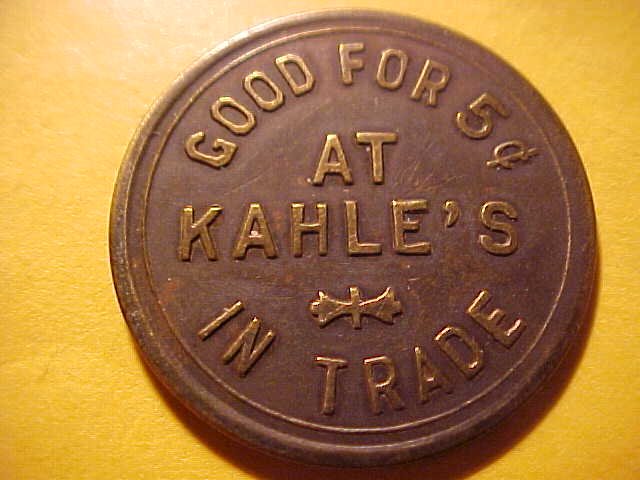 GOOD FOR 5¢
AT
KAHLE'S
IN TRADE